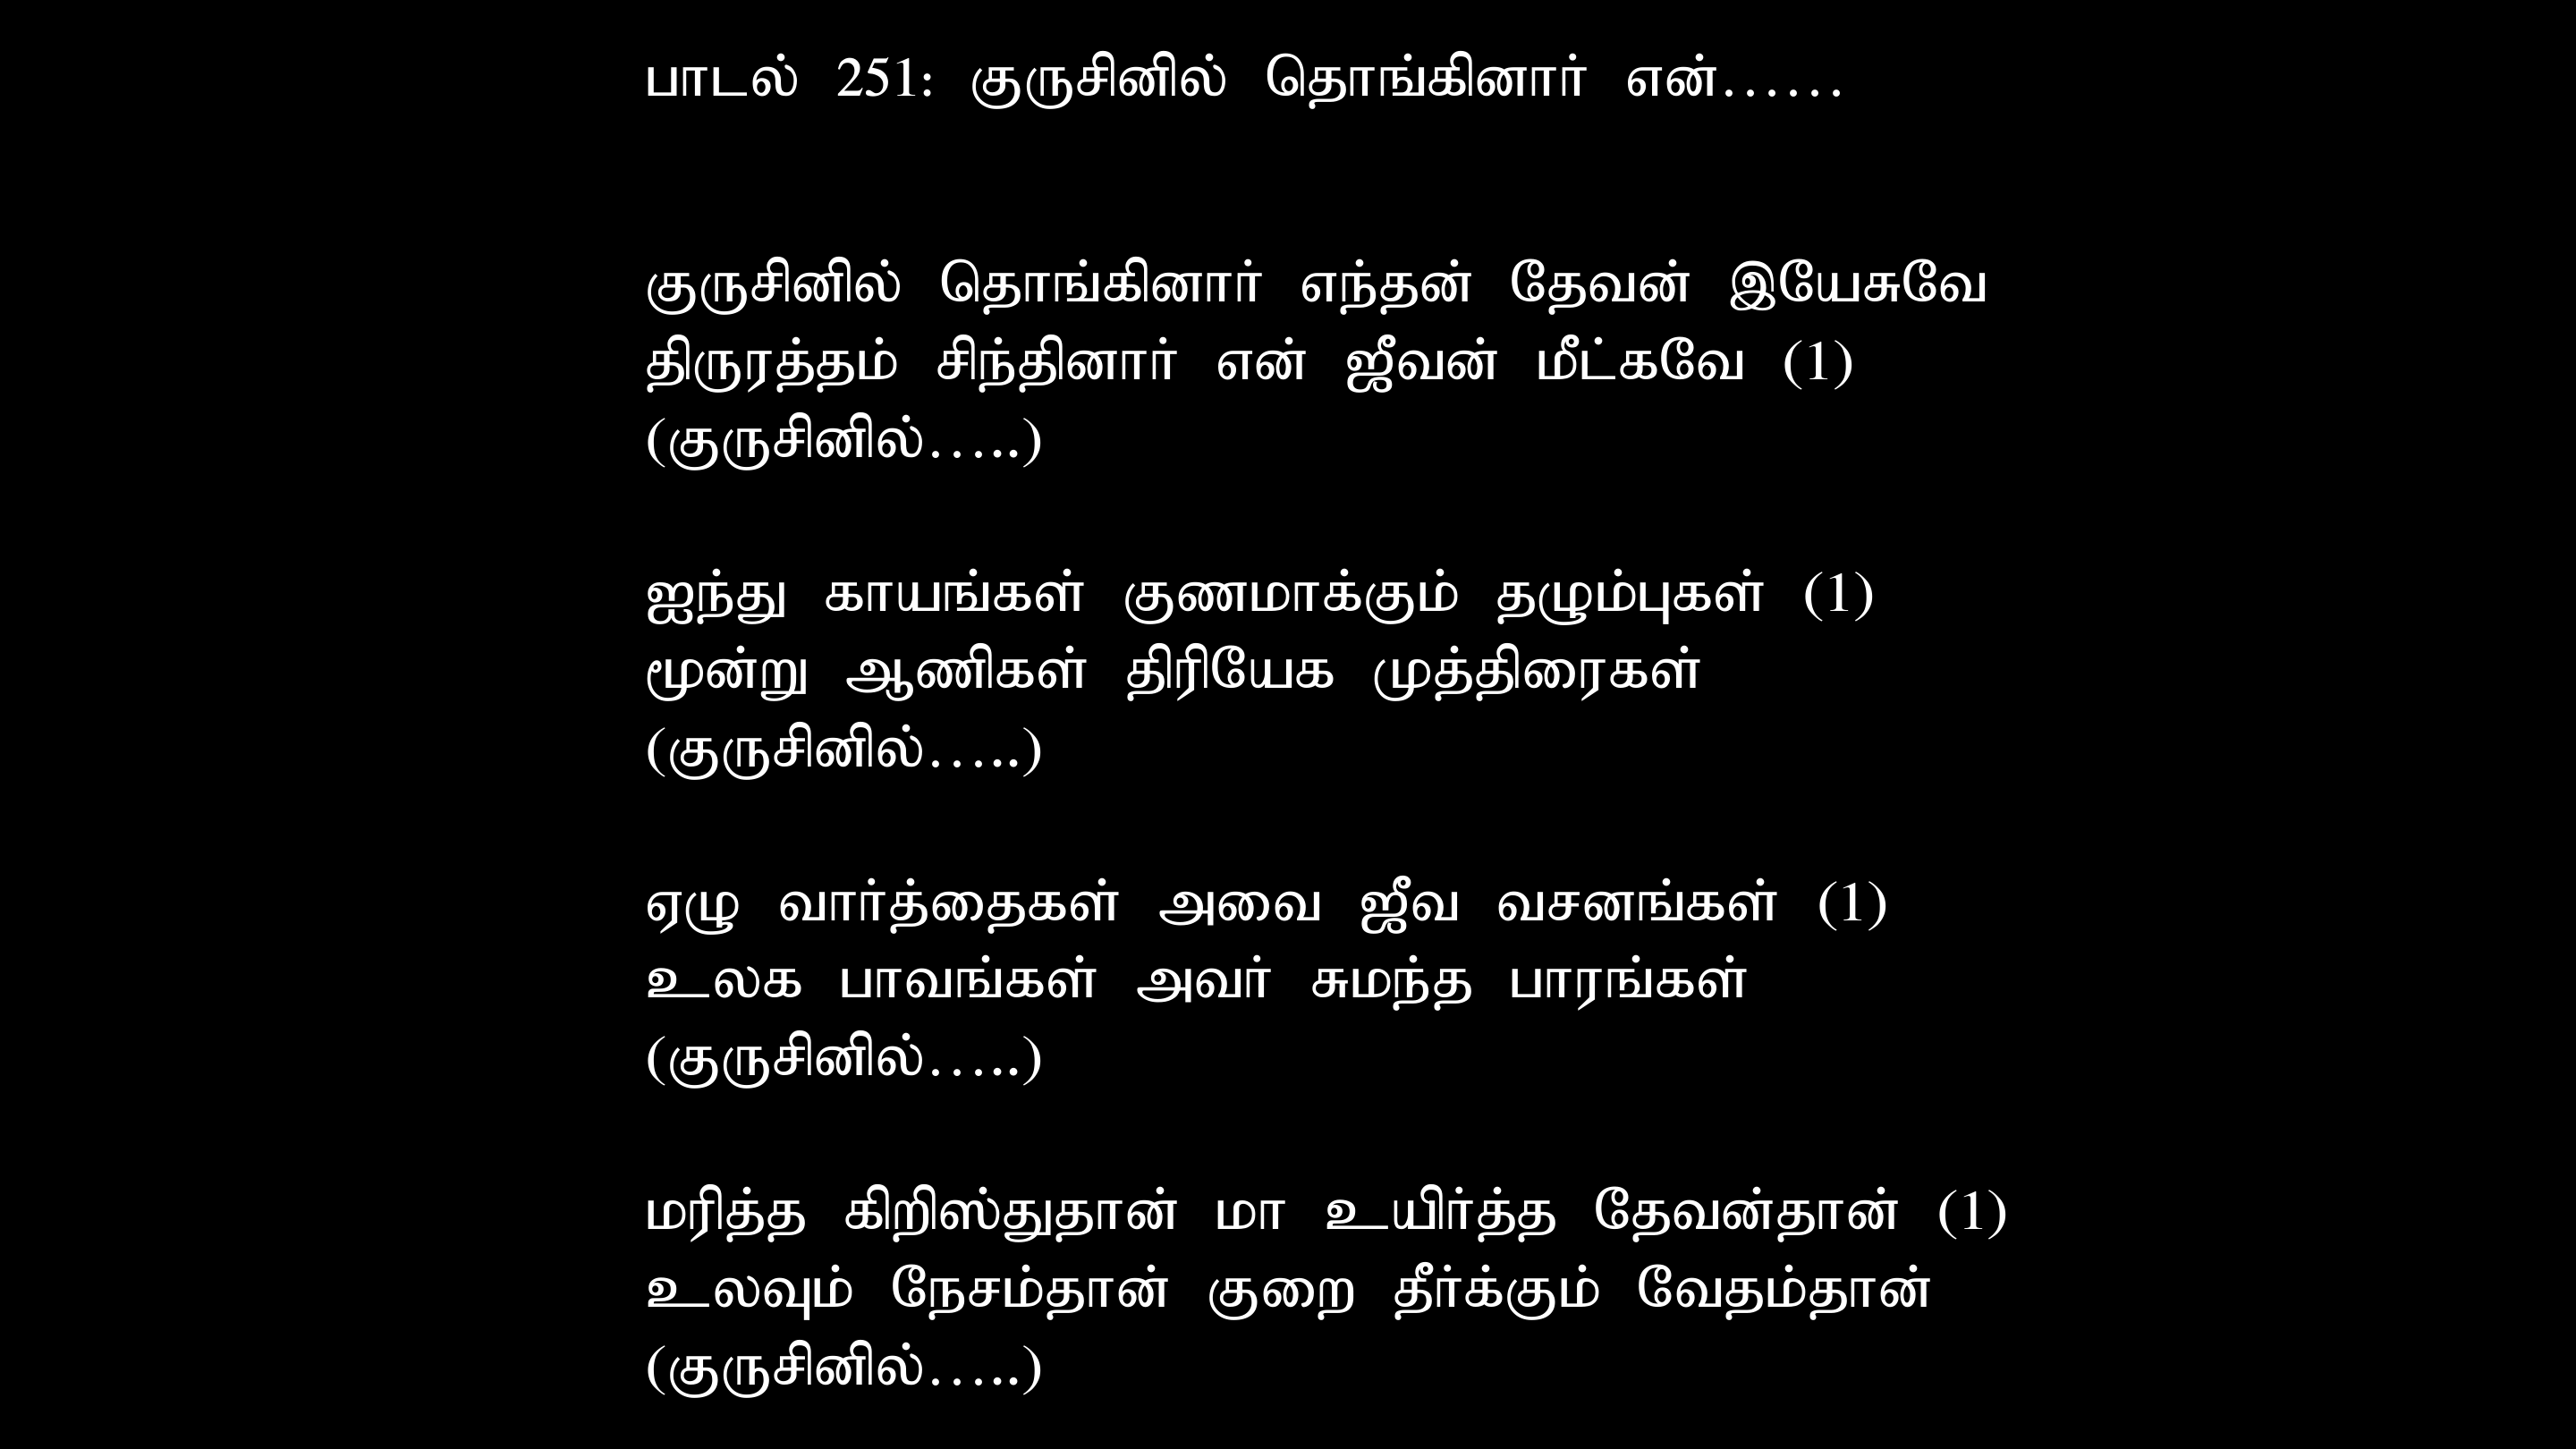 பாடல் 251: குருசினில் தொங்கினார் என்……
குருசினில் தொங்கினார் எந்தன் தேவன் இயேசுவே
திருரத்தம் சிந்தினார் என் ஜீவன் மீட்கவே (1)
(குருசினில்…..)
ஐந்து காயங்கள் குணமாக்கும் தழும்புகள் (1)
மூன்று ஆணிகள் திரியேக முத்திரைகள்
(குருசினில்…..)
ஏழு வார்த்தைகள் அவை ஜீவ வசனங்கள் (1)
உலக பாவங்கள் அவர் சுமந்த பாரங்கள்
(குருசினில்…..)
மரித்த கிறிஸ்துதான் மா உயிர்த்த தேவன்தான் (1)
உலவும் நேசம்தான் குறை தீர்க்கும் வேதம்தான்
(குருசினில்…..)